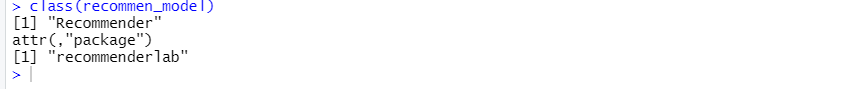 > class(recommen_model)
[1] "Recommender"
attr(,"package")
[1] "recommenderlab"
>